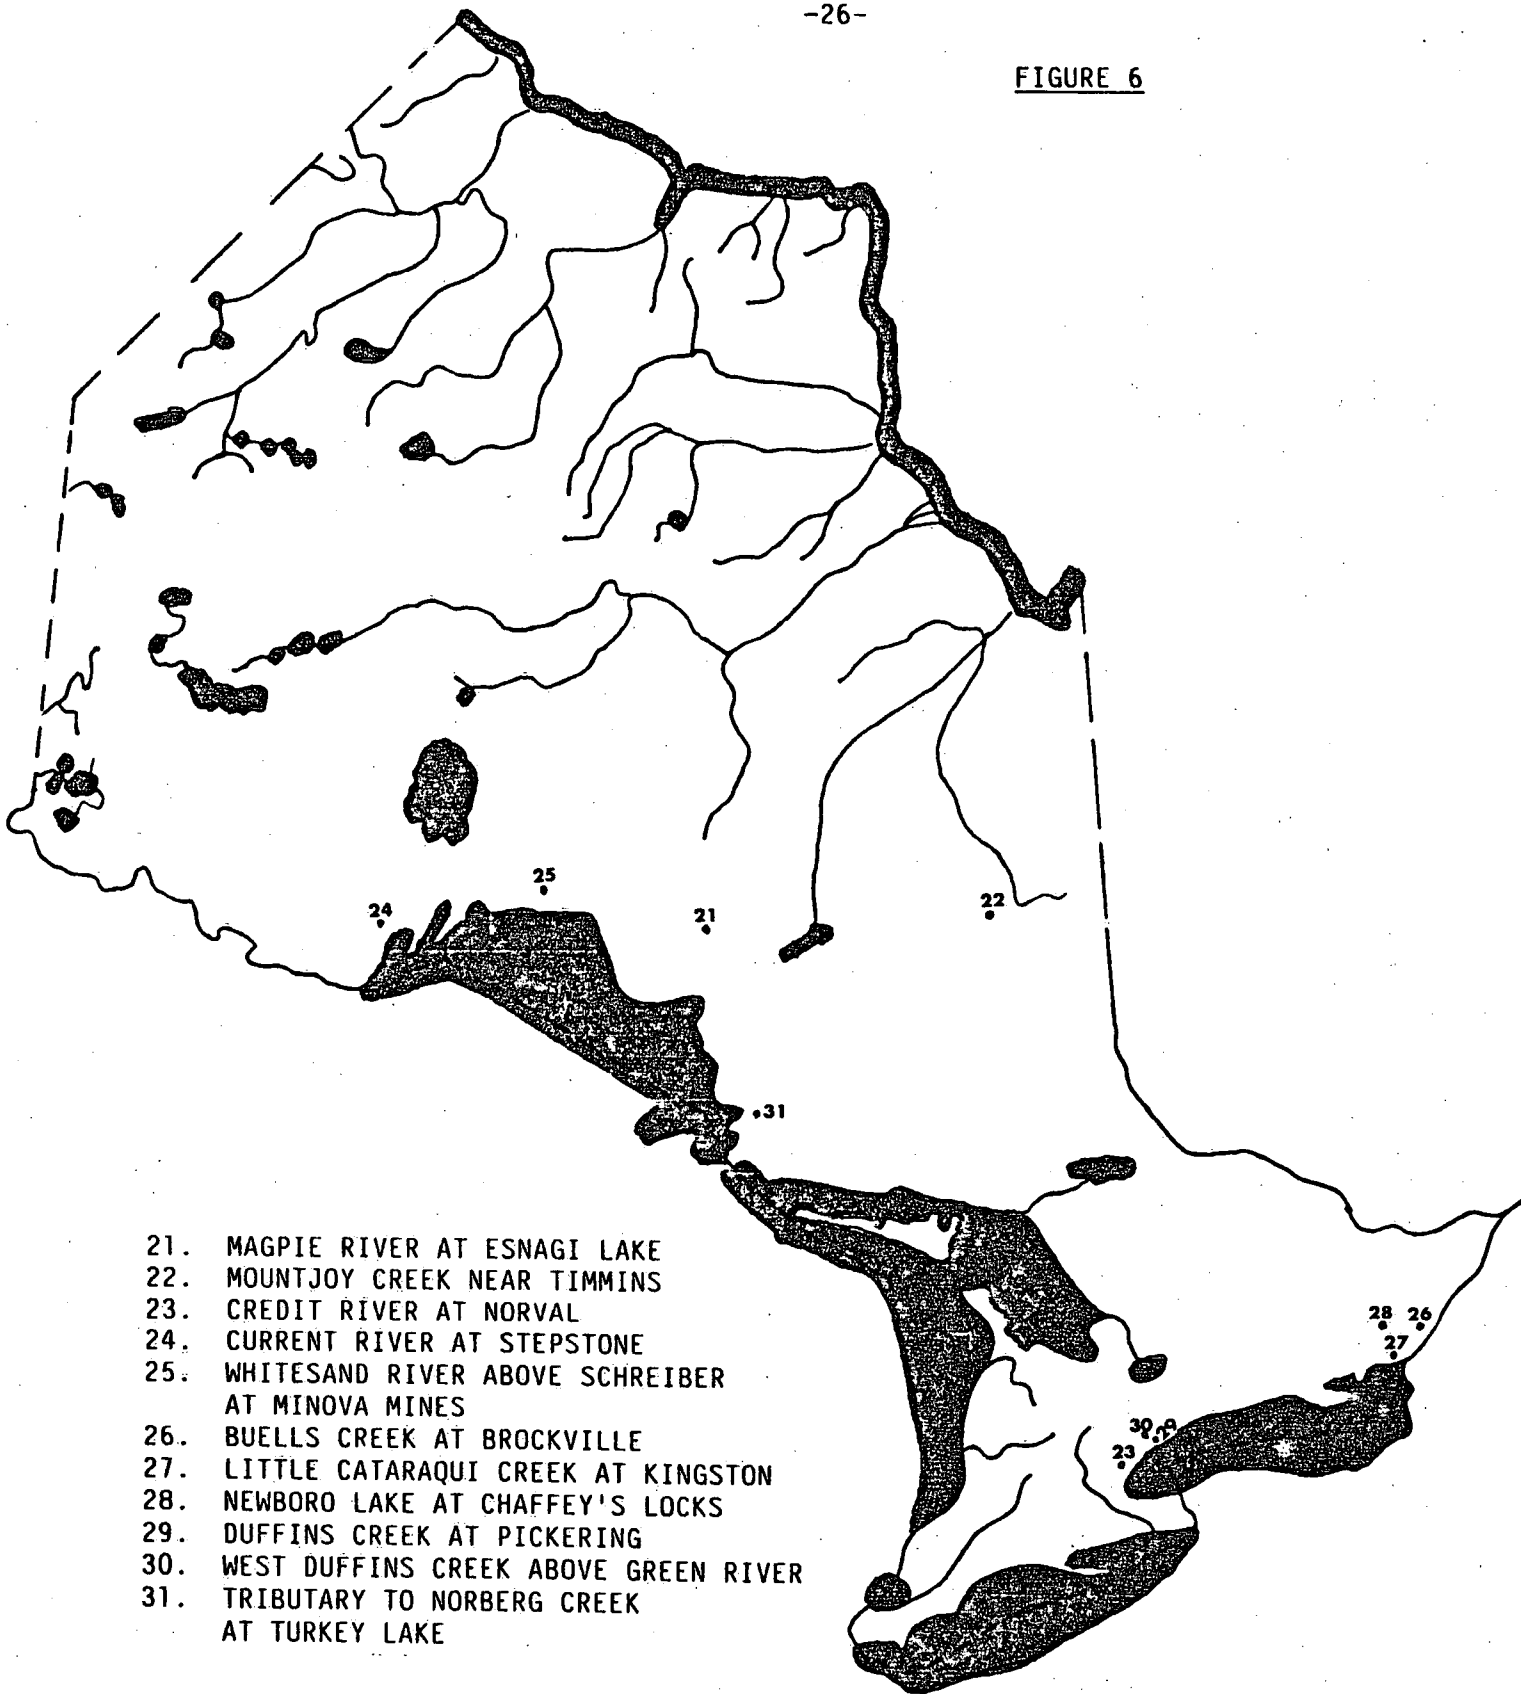 -26-
FIGURE 6
25
24
21
22
31
21. MAGPIE RIVER AT ESNAGI LAKE
22. MOUNTJOY CREEK NEAR TIMMINS
23. CREDIT RIVER AT NORVAL
24. CURRENT RIVER AT STEPSTONE
25. WHITESAND RIVER ABOVE SCHREIBER
AT MINOVA MINES
26. BUELLS CREEK AT BROCKVILLE
27. LITTLE CATARAQUI CREEK AT KINGSTON
28. NEWBORO LAKE AT CHAFFEY'S LOCKS
29. DUFFINS CREEK AT PICKERING
30. WEST DUFFINS CREEK ABOVE GREEN RIVER
31. TRIBUTARY TO NORBERG CREEK
AT TURKEY LAKE
28 26
27
30
23